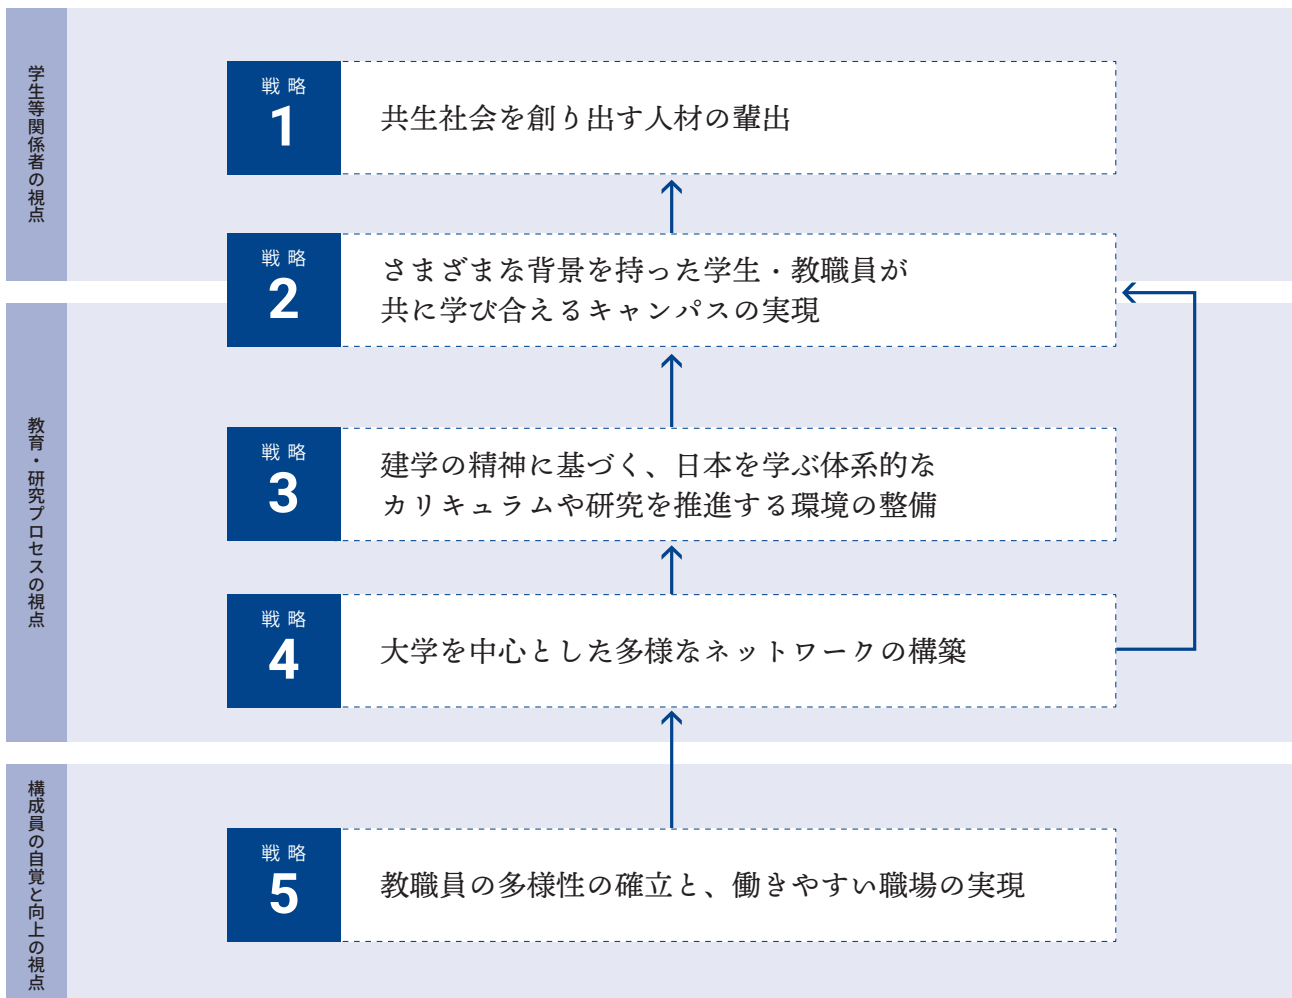 学生等関係者の視点
戦略
1
共生社会を創り出す人材の輩出
戦略
2
さまざまな背景を持った学生・教職員が
共に学び合えるキャンパスの実現
教育・研究プロセスの視点
戦略
3
建学の精神に基づく、日本を学ぶ体系的な
カリキュラムや研究を推進する環境の整備
戦略
4
大学を中心とした多様なネットワークの構築
構成員の自覚と向上の視点
戦略
5
教職員の多様性の確立と、働きやすい職場の実現